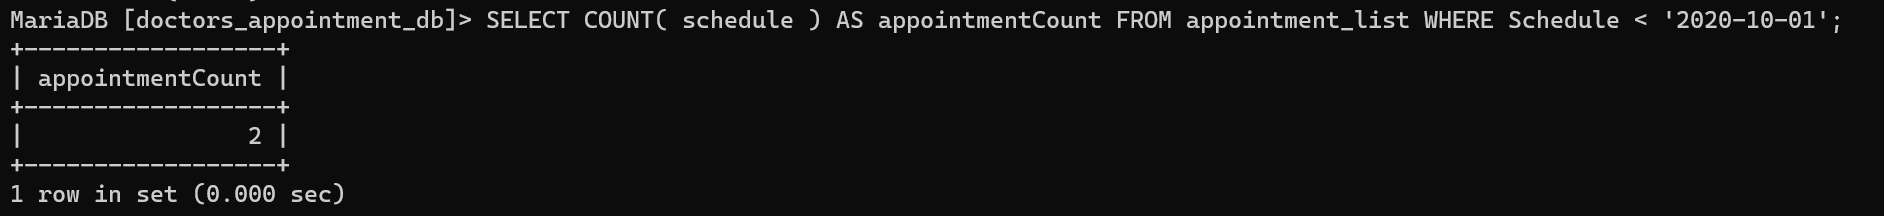 MariaDB [doctors_appointment_db]> SELECT COUNT( schedule ) AS appointmentCount FROM appointment_list WHERE Schedule < '2020-10-01';
+------------------+
| appointmentCount |
+------------------+
|                2 |
+------------------+
1 row in set (0.000 sec)